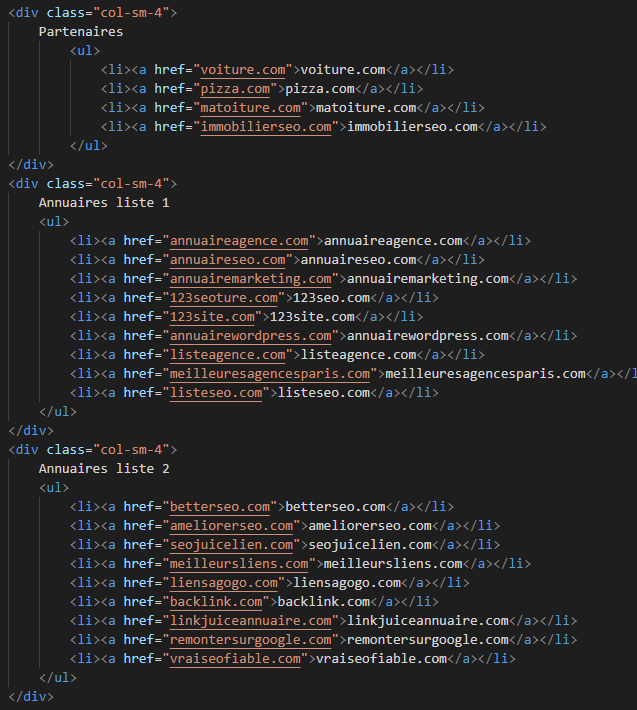 <div class="col-sm-4">
Partenaires
<ul>
<li><a href="voiture.com">voiture.com</a></li>
<li><a href="pizza.com">pizza.com</a></li>
<li><a href="matoiture.com">matoiture.com</a></li>
<li><a href="immobilierseo.com">immobilierseo.com</a></li>
</ul>
</div>
<div class="col-sm-4">
Annuaires liste 1
<ul>
<li><a href="annuaireagence.com">annuaireagence.com</a></li>
<li><a href="annuaireseo.com">annuaireseo.com</a></li>
<li><a href="annuairemarketing.com">annuairemarketing.com</a></li>
<li><a href="123seoture.com">123seo.com</a></li>
<li><a href="123site.com">123site.com</a></li>
<li><a href="annuairewordpress.com">annuairewordpress.com</a></li>
<li><a href="listeagence.com">listeagence.com</a></li>
<li><a href="meilleuresagencesparis.com">meilleuresagencesparis.com</a></l
<li><a href="listeseo.com">listeseo.com</a></li>
</ul>
</div>
<div class="col-sm-4">
Annuaires liste 2
<ul>
<li><a href="betterseo.com">betterseo.com</a></li>
<li><a href="ameliorerseo.com">ameliorerseo.com</a></li>
<li><a href="seojuicelien.com">seojuicelien.com</a></li>
<li><a href="meilleursliens.com">meilleursliens.com</a></li>
<li><a href="liensagogo.com">liensagogo.com</a></li>
<li><a href="backlink.com">backlink.com</a></li>
<li><a href="linkjuiceannuaire.com">linkjuiceannuaire.com</a></li>
<li><a href="remontersurgoogle.com">remontersurgoogle.com</a></li>
<li><a href="vraiseofiable.com">vraiseofiable.com</a></li>
</ul>
</div>